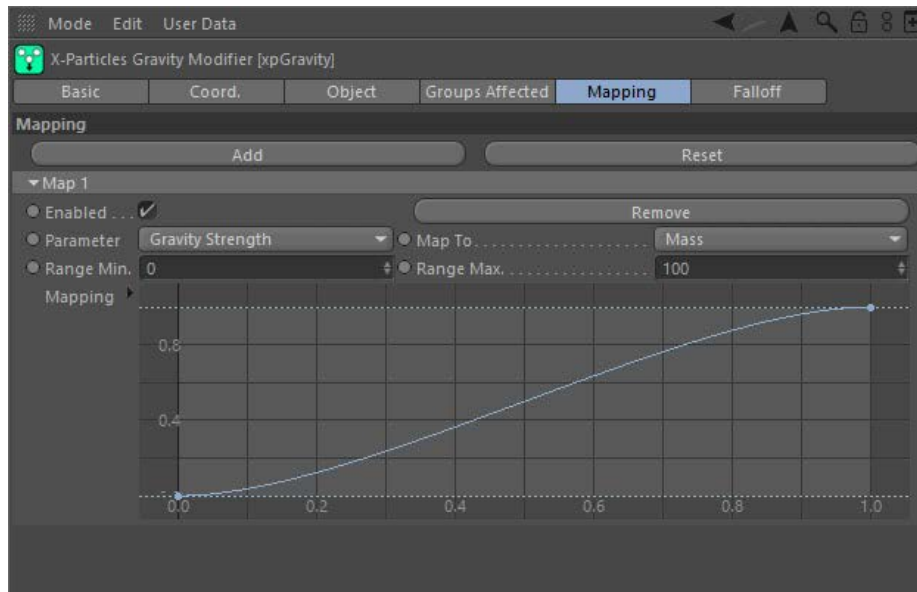 Mode Edit User Data
X-Particles Gravity Modifier [xpGravity]
Basic Coord. Object Groups Affected Mapping Falloff
Mapping
Add Reset
Map 1
Enabled . . . Remove
Parameter Gravity Strength Map To . . . . . . . . . . . . . . . . . . . Mass
Range Min. 0 Range Max. . . . . . . . . . . . . . . . . . 100
Mapping
0.8
0.4
0.0 0.2 0.4 0.6 0.8 1.0